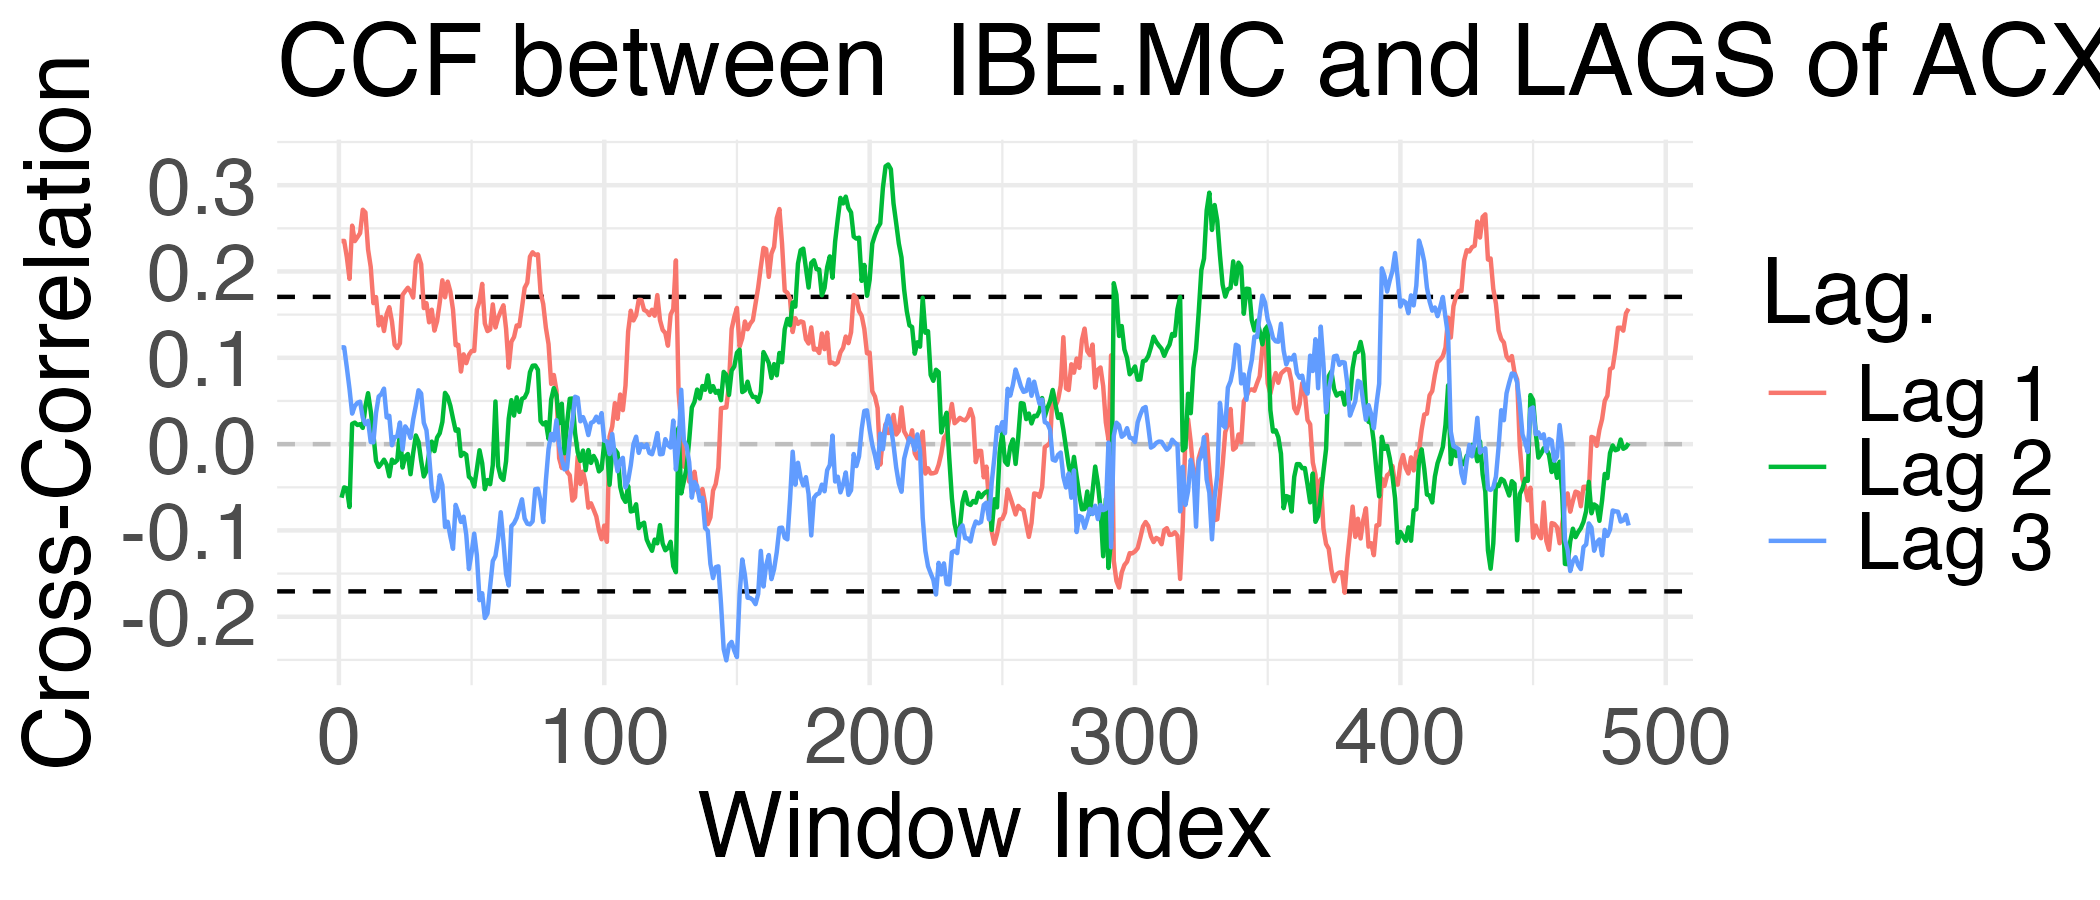 CCF between  IBE.MC and LAGS of ACX
Cross-Correlation
0.3
0.2
0.1
0.0
-0.1
-0.2
0 100 200 300 400 500
Window Index
Lag.
Lag 1
Lag 2
Lag 3